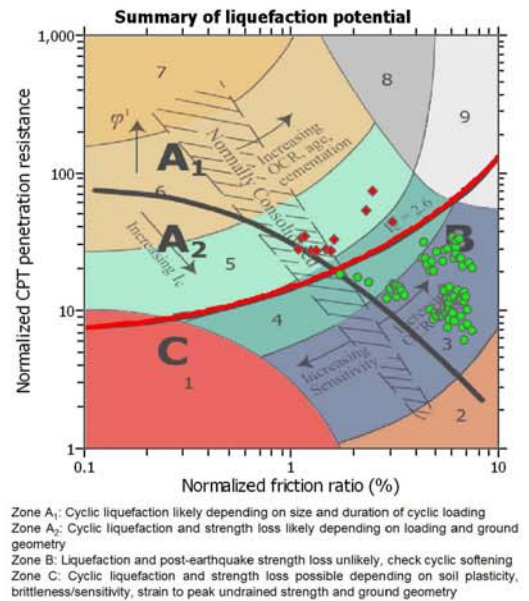 Summary of liquefaction potential
1,000
7
8
9
φ'
Increasing
OCR, age,
cementation
Normally Consolidated
A1
100
6
Ic = 2.6
A2
B
Increasing Ic
5
10
4
3
C
1
Increasing
Sensitivity
2
1
0.1
1
10
Normalized CPT penetration resistance
Normalized friction ratio (%)
Zone A1: Cyclic liquefaction likely depending on size and duration of cyclic loading
Zone A2: Cyclic liquefaction and strength loss likely depending on loading and ground
geometry
Zone B: Liquefaction and post-earthquake strength loss unlikely, check cyclic softening
Zone C: Cyclic liquefaction and strength loss possible depending on soil plasticity,
brittleness/sensitivity, strain to peak undrained strength and ground geometry